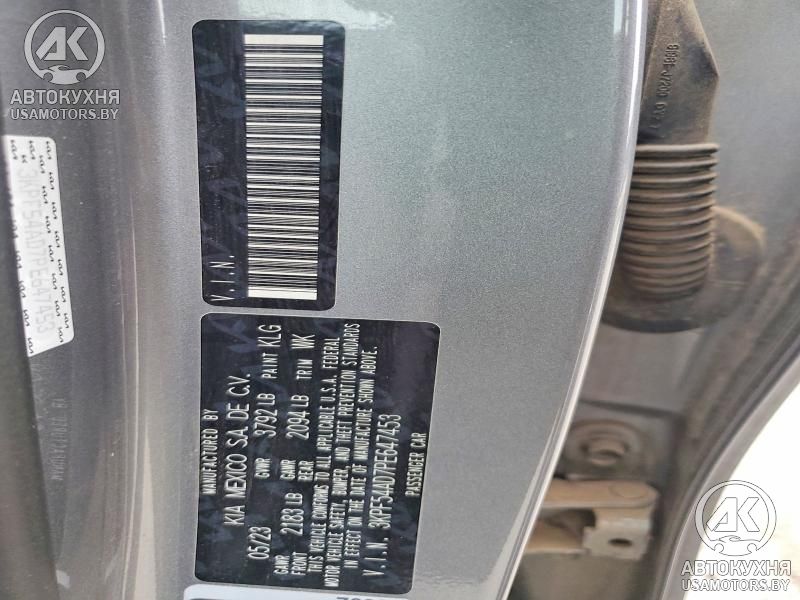 АВТОКУХНЯ
USAMOTORS.BY
3KPF54AD7PE647453
V.I.N.
MANUFACTURED BY
KIA MEXICO S.A. DE C.V.
05/23 GVWR 3792 LB PAINT KLG
GAWR FRONT 2183 LB GAWR REAR 2094 LB TRIM WK
THIS VEHICLE CONFORMS TO ALL APPLICABLE U.S.A. FEDERAL
MOTOR VEHICLE SAFETY, BUMPER, AND THEFT PREVENTION STANDARDS
IN EFFECT ON THE DATE OF MANUFACTURE SHOWN ABOVE.
V.I.N. 3KPF54AD7PE647453
PASSENGER CAR
АВТОКУХНЯ
USAMOTORS.BY